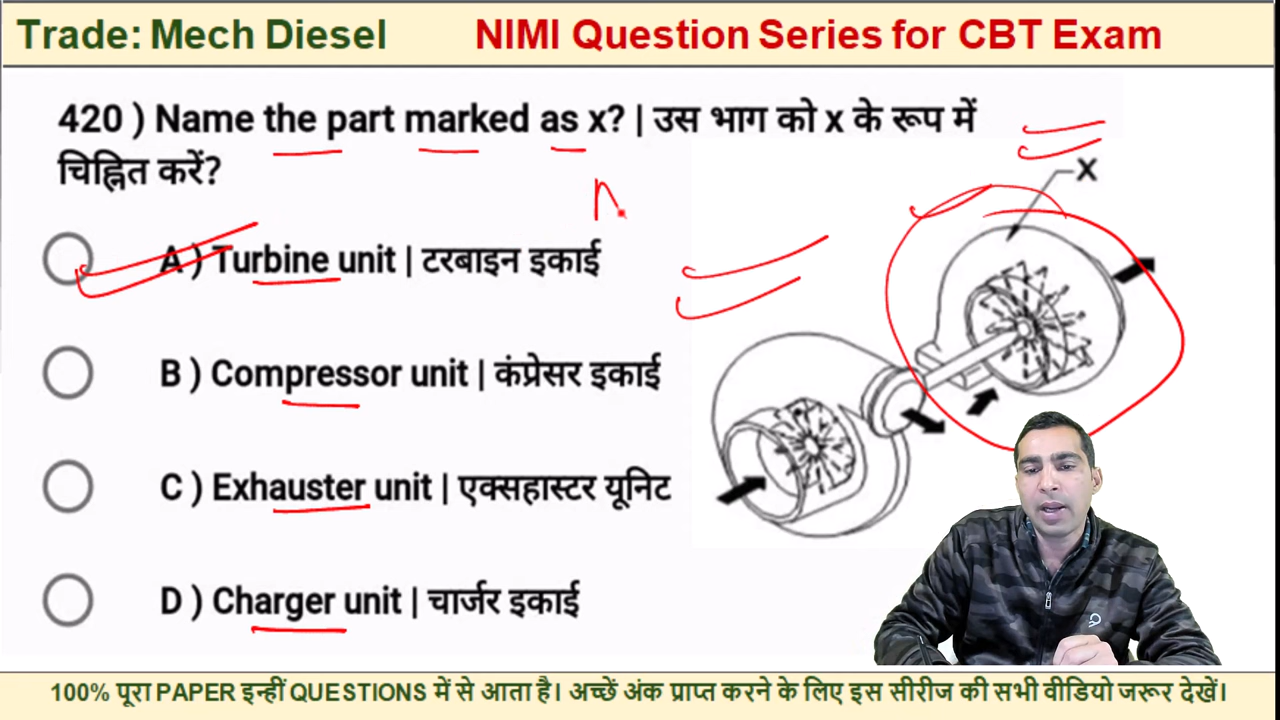 Trade: Mech Diesel NIMI Question Series for CBT Exam
420 ) Name the part marked as x? | उस भाग को x के रूप में
चिह्नित करें?
X
n
A ) Turbine unit | टरबाइन इकाई
B ) Compressor unit | कंप्रेसर इकाई
C ) Exhauster unit | एक्सहास्टर यूनिट
D ) Charger unit | चार्जर इकाई
100% पूरा PAPER इन्हीं QUESTIONS में से आता है। अच्छें अंक प्राप्त करने के लिए इस सीरीज की सभी वीडियो जरूर देखें।